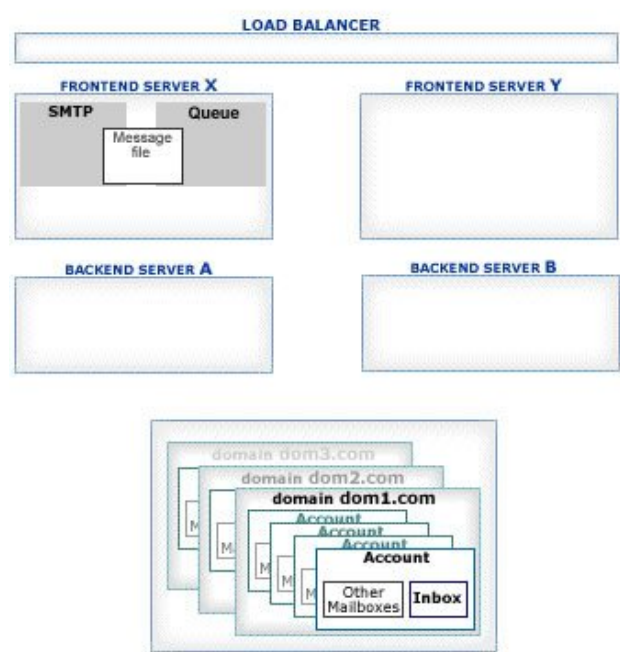 LOAD BALANCER
FRONTEND SERVER X
FRONTEND SERVER Y
SMTP
Queue
Message
file
BACKEND SERVER A
BACKEND SERVER B
domain dom3.com
domain dom2.com
domain dom1.com
Account
Account
Account
Account
M
M
M
M
M
Other
Mailboxes
Inbox